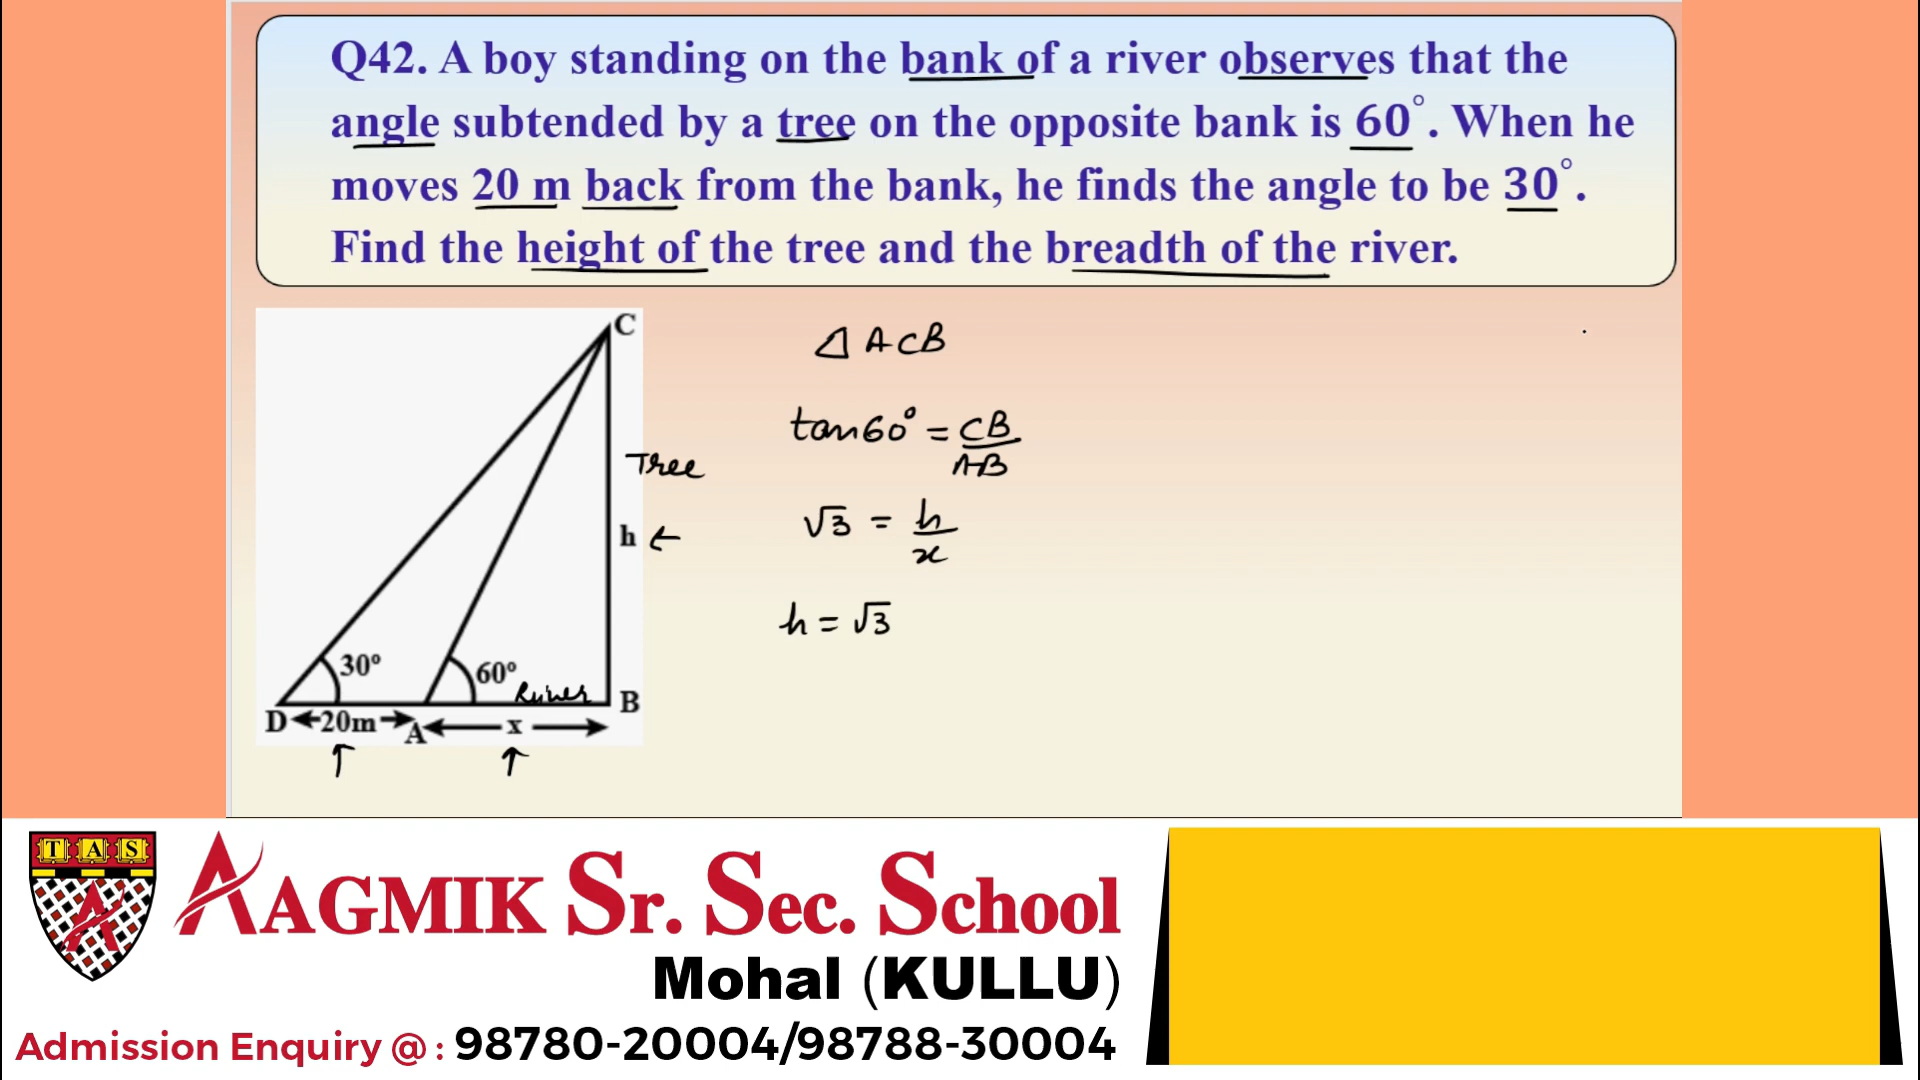 Q42. A boy standing on the bank of a river observes that the
angle subtended by a tree on the opposite bank is 60°. When he
moves 20 m back from the bank, he finds the angle to be 30°.
Find the height of the tree and the breadth of the river.
C
Tree
h ←
30°
60°
River
B
D
20m
A
x
↑ ↑
△ ACB
tan60° = CB/AB
√3 = h/x
h = √3
TAS
AAGMIK Sr. Sec. School
Mohal (KULLU)
Admission Enquiry @ : 98780-20004/98788-30004